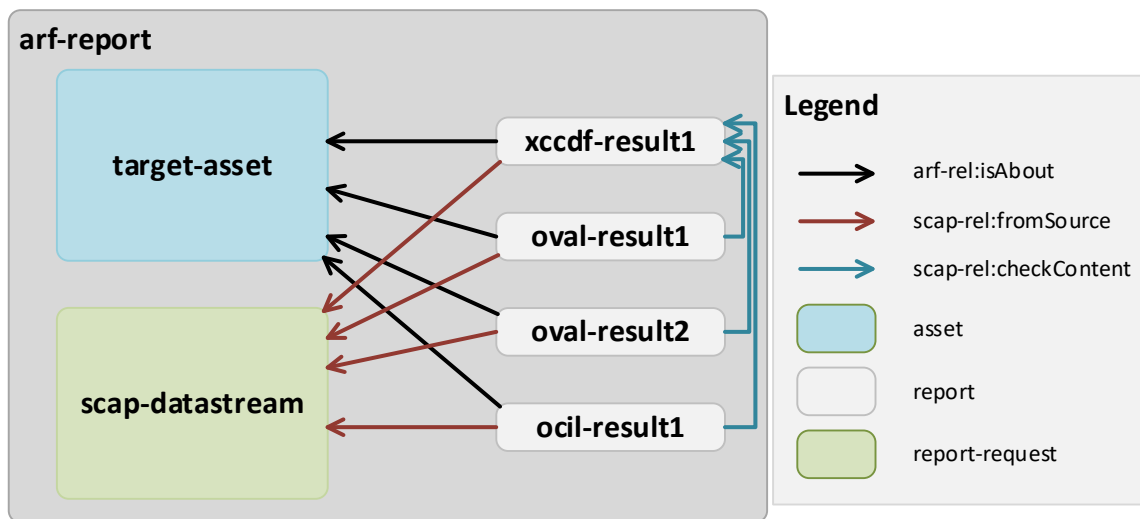 arf-report
target-asset
scap-datastream
xccdf-result1
oval-result1
oval-result2
ocil-result1
Legend
arf-rel:isAbout
scap-rel:fromSource
scap-rel:checkContent
asset
report
report-request